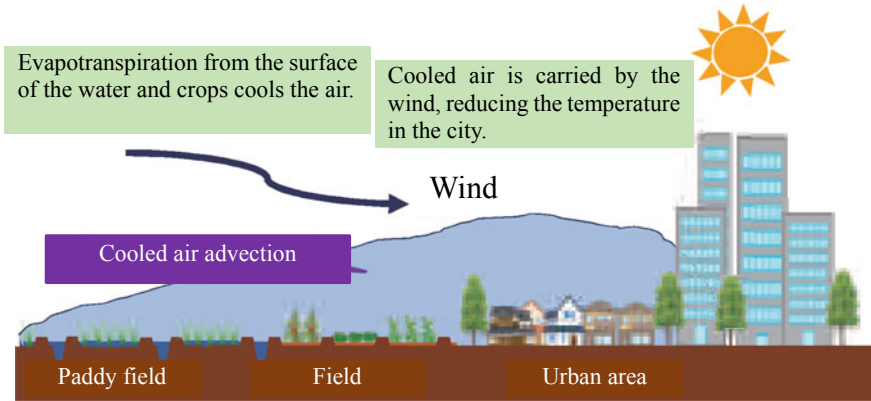 Evapotranspiration from the surface
of the water and crops cools the air.
Cooled air is carried by the
wind, reducing the temperature
in the city.
Wind
Cooled air advection
Paddy field
Field
Urban area